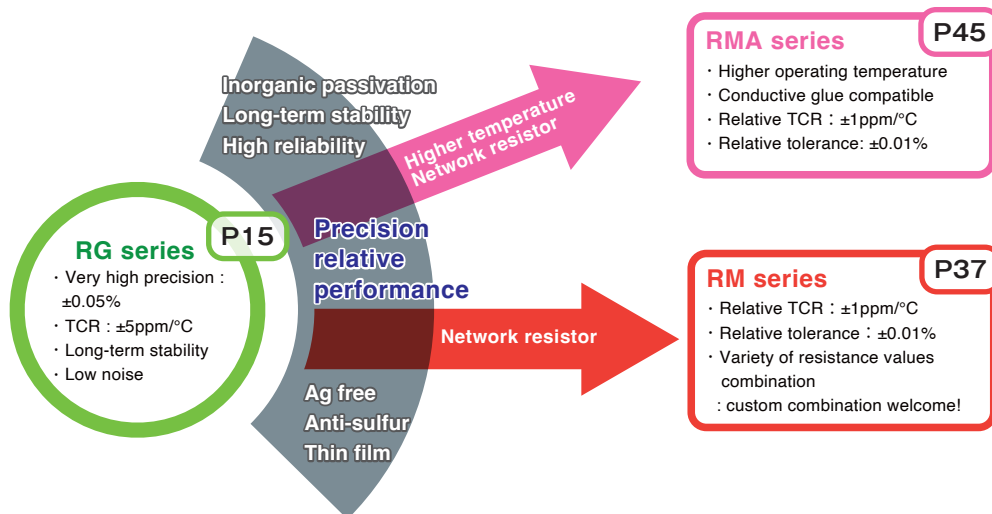 RG series
P15
· Very high precision :
±0.05%
· TCR : ±5ppm/°C
· Long-term stability
· Low noise
Inorganic passivation
Long-term stability
High reliability
Precision
relative
performance
Ag free
Anti-sulfur
Thin film
Higher temperature
Network resistor
Network resistor
RMA series
P45
· Higher operating temperature
· Conductive glue compatible
· Relative TCR : ±1ppm/°C
· Relative tolerance: ±0.01%
RM series
P37
· Relative TCR : ±1ppm/°C
· Relative tolerance : ±0.01%
· Variety of resistance values
combination
: custom combination welcome!